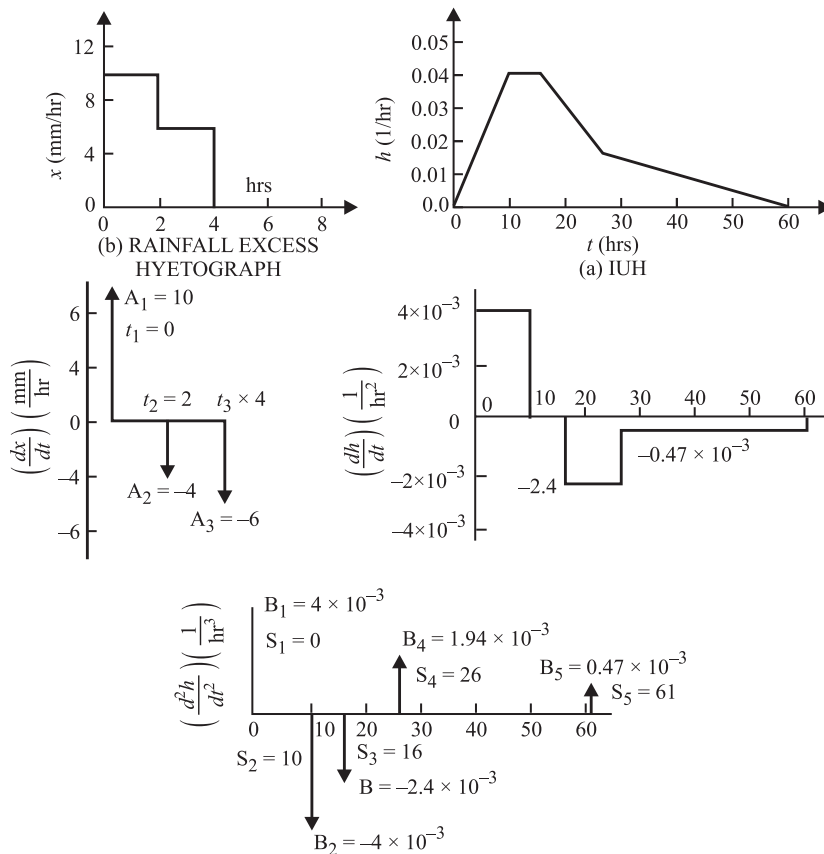 12
8
4
0
x (mm/hr)
hrs
0 2 4 6 8
(b) RAINFALL EXCESS
HYETOGRAPH
0.05
0.04
0.03
0.02
0.01
0.0
h (1/hr)
0 10 20 30 40 50 60
t (hrs)
(a) IUH
6
4
2
0
–4
–6
(dx/dt) (mm/hr)
A1 = 10
t1 = 0
t2 = 2
t3 × 4
A2 = –4
A3 = –6
4×10⁻³
2×10⁻³
0
–2×10⁻³
–4×10⁻³
(dh/dt) (1/hr²)
0 10 20 30 40 50 60
–0.47 × 10⁻³
–2.4
(d²h/dt²) (1/hr³)
B1 = 4 × 10⁻³
S1 = 0
B4 = 1.94 × 10⁻³
S4 = 26
B5 = 0.47 × 10⁻³
S5 = 61
0 10 20 30 40 50 60
S2 = 10
S3 = 16
B = –2.4 × 10⁻³
B2 = –4 × 10⁻³